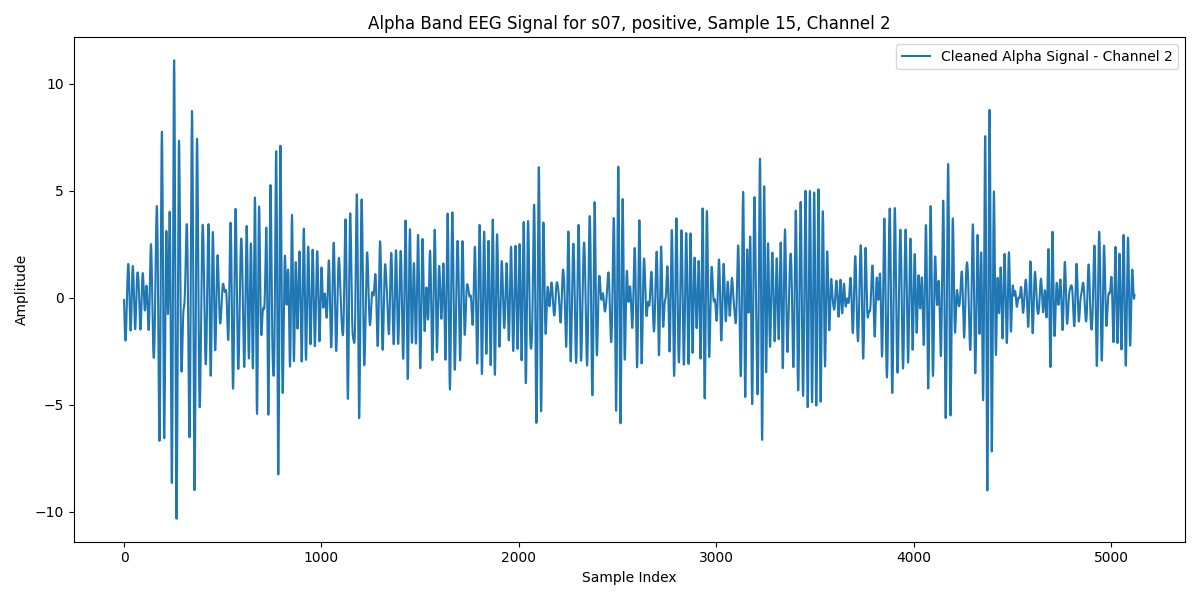 Alpha Band EEG Signal for s07, positive, Sample 15, Channel 2
Cleaned Alpha Signal - Channel 2
Amplitude
10
5
0
−5
−10
0 1000 2000 3000 4000 5000
Sample Index